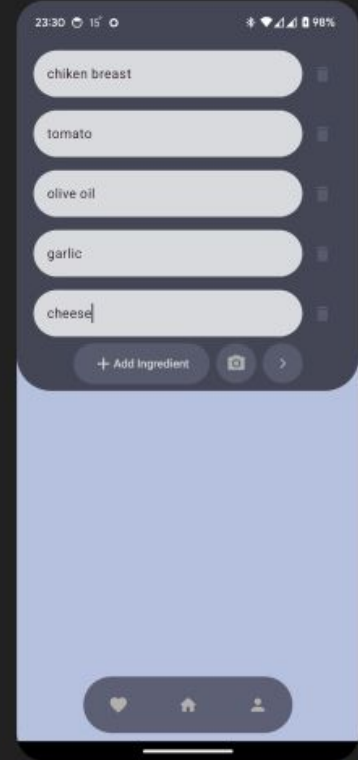 23:30 15° 98%
chiken breast
tomato
olive oil
garlic
cheese
+ Add Ingredient